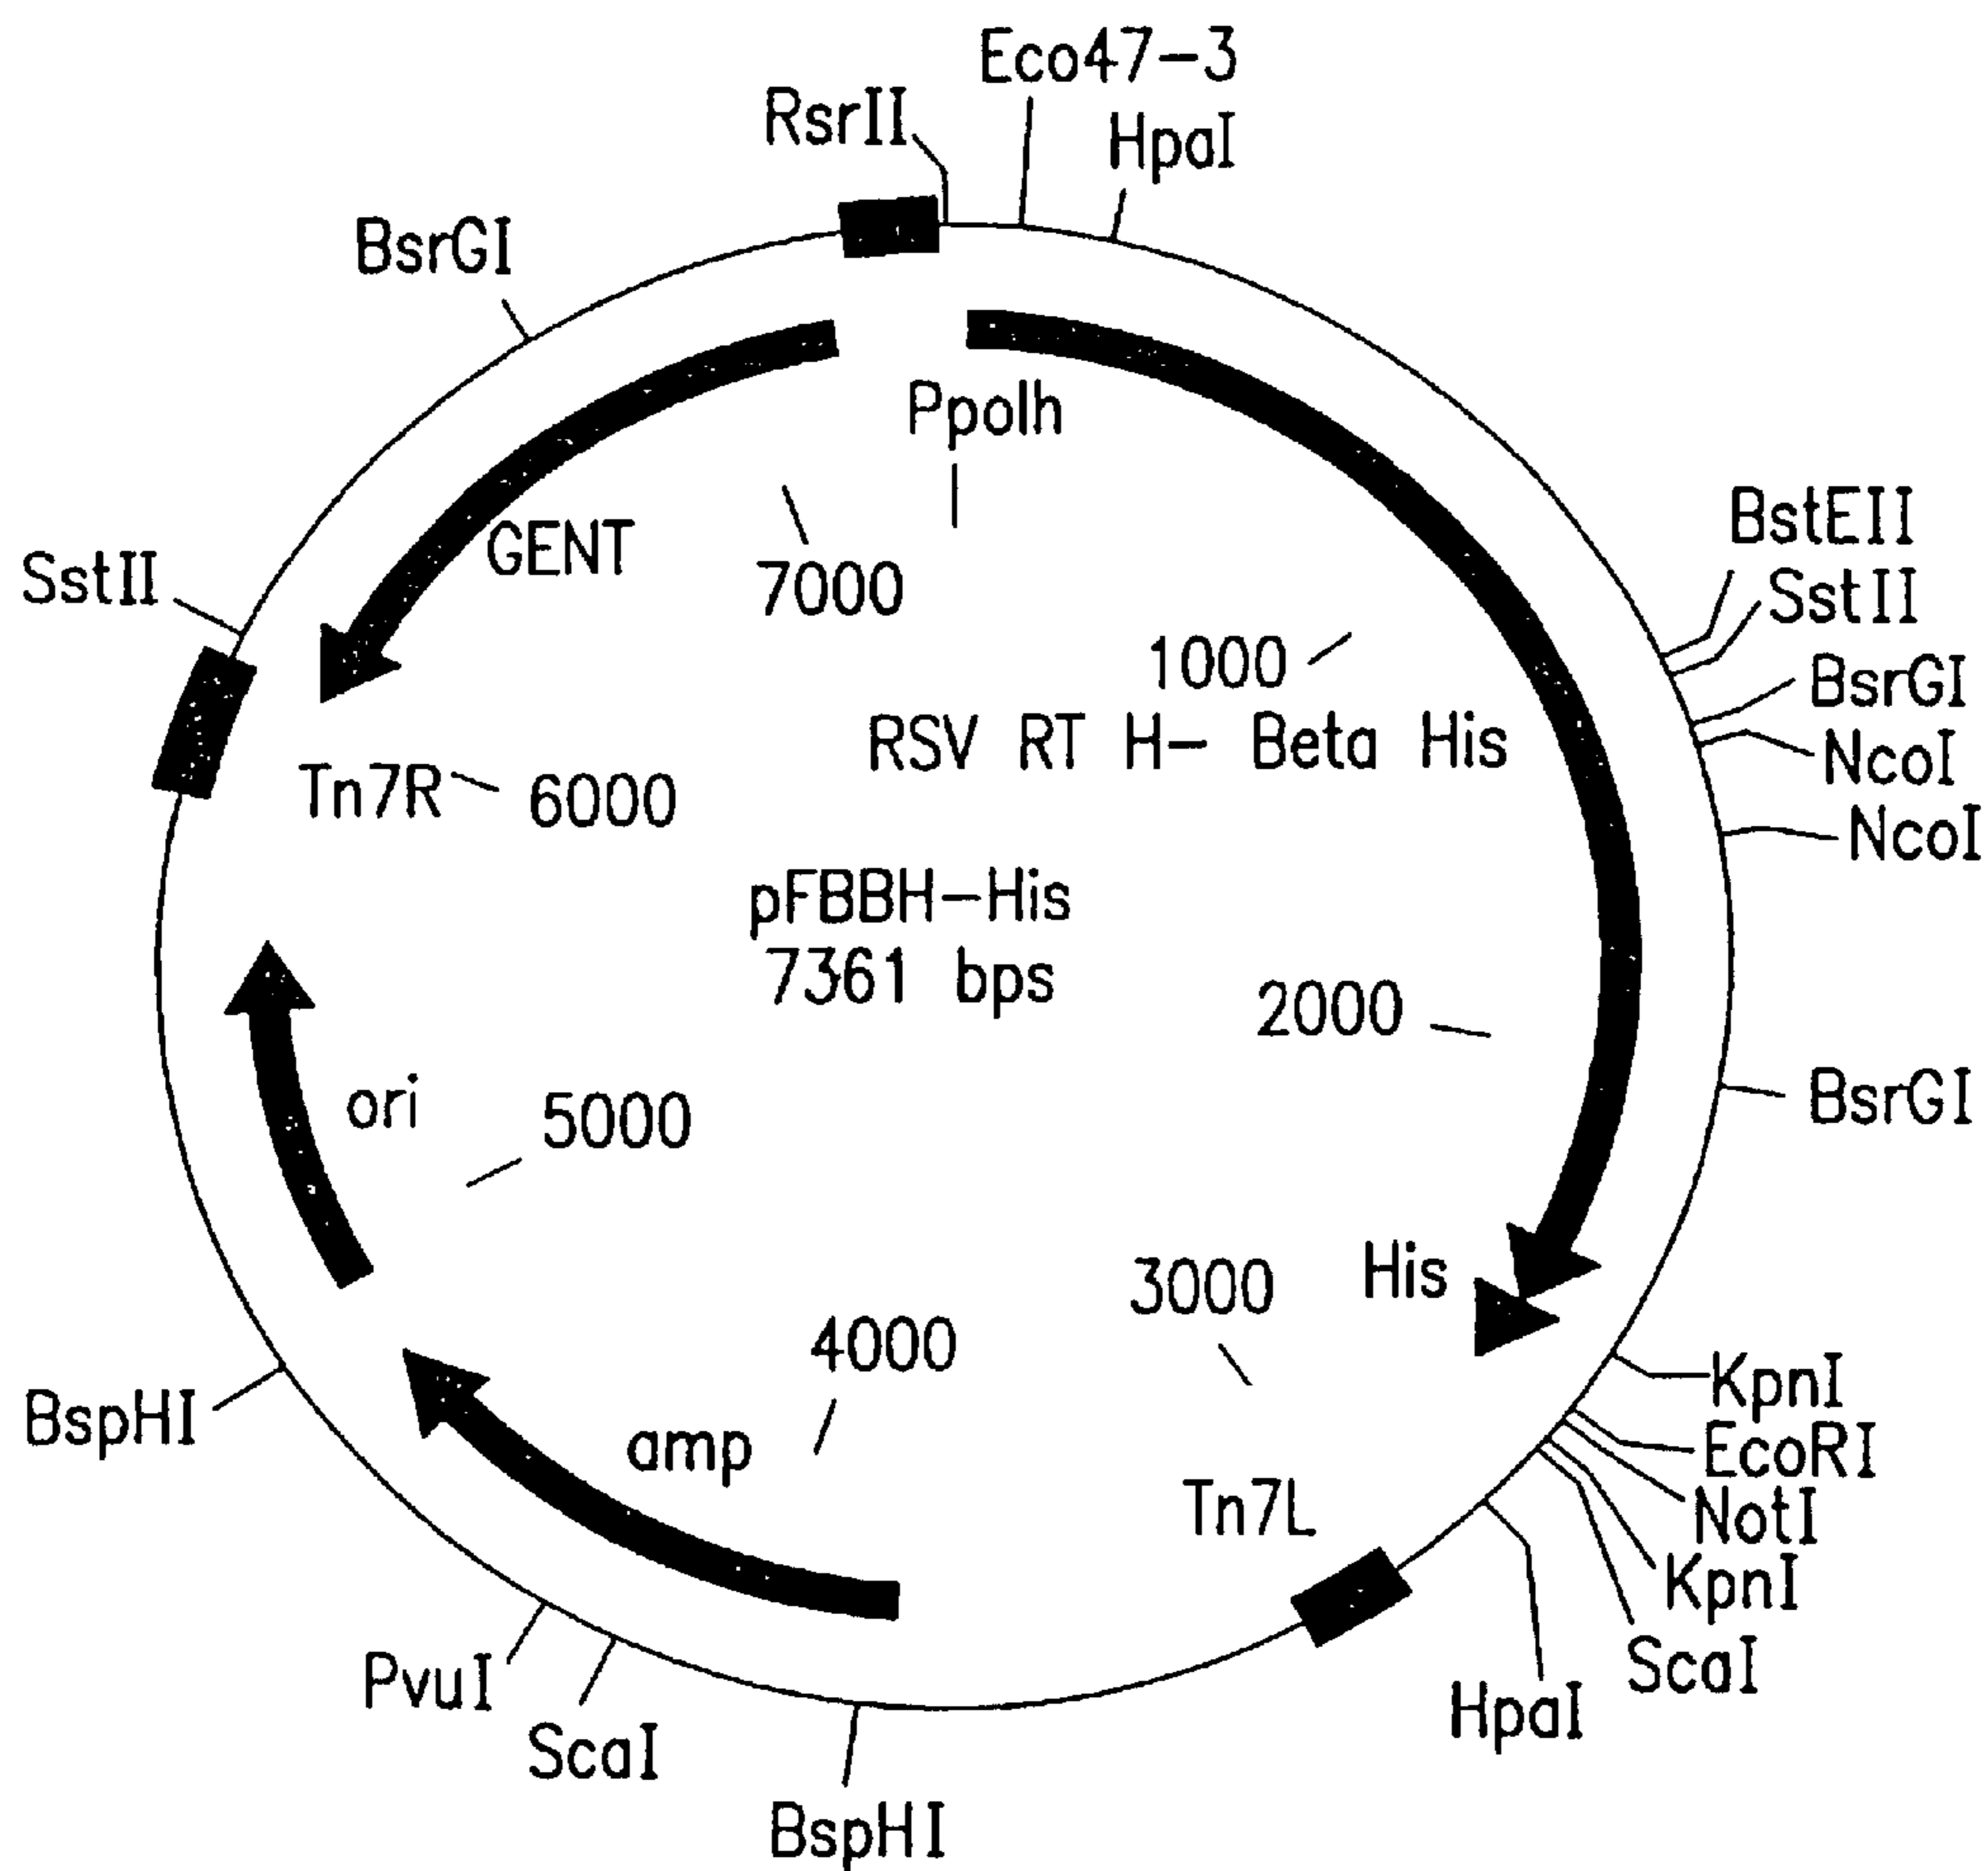 Eco47-3
RsrII
HpaI
BsrGI
Ppolh
BstEII
GENT
SstII
7000
SstII
1000
BsrGI
RSV RT H- Beta His
NcoI
Tn7R
6000
NcoI
pFBBH-His
7361 bps
2000
ori
5000
BsrGI
His
3000
4000
KpnI
BspHI
amp
EcoRI
Tn7L
NotI
KpnI
PvuI
ScaI
HpaI
ScaI
BspHI